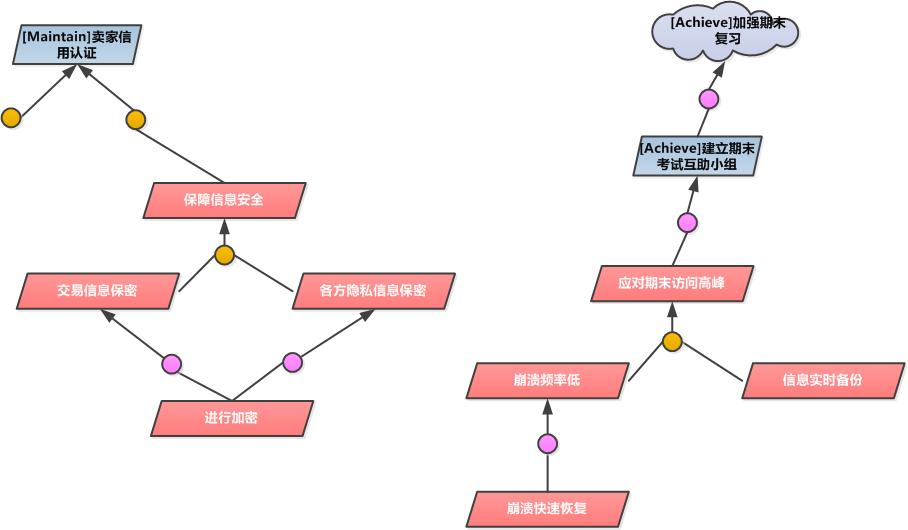 [Maintain]卖家信
用认证
[Achieve]加强期末
复习
[Achieve]建立期末
考试互助小组
保障信息安全
交易信息保密
各方隐私信息保密
应对期末访问高峰
崩溃频率低
信息实时备份
进行加密
崩溃快速恢复